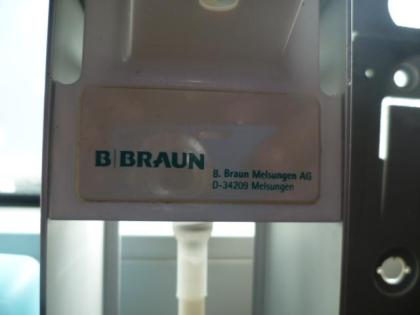 B|BRAUN
B. Braun Melsungen AG
D-34209 Melsungen